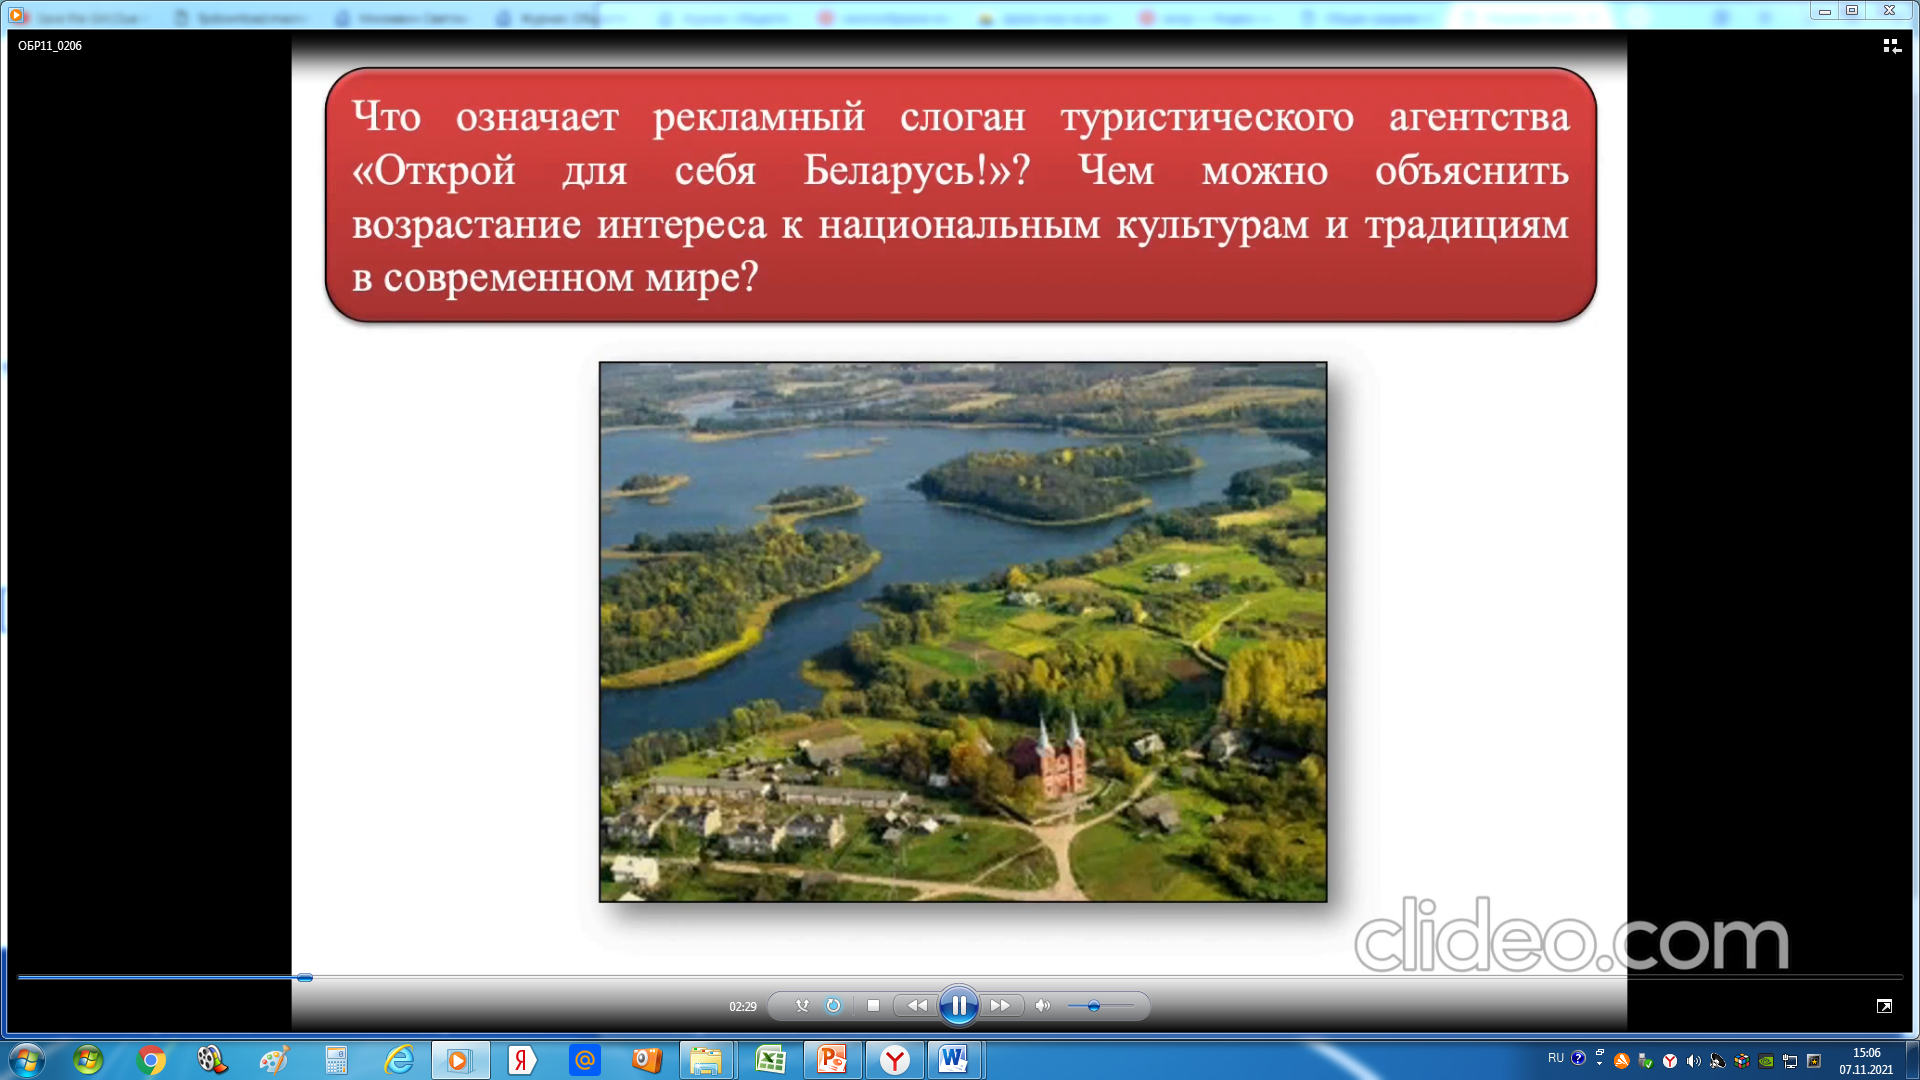 ОБР11_0206
Что означает рекламный слоган туристического агентства
«Открой для себя Беларусь!»? Чем можно объяснить
возрастание интереса к национальным культурам и традициям
в современном мире?
clideo.com
02:29
RU
15:06
07.11.2021